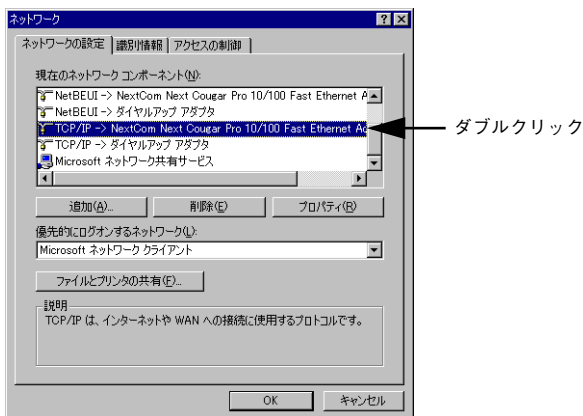 ネットワーク
ネットワークの設定 識別情報 アクセスの制御
現在のネットワーク コンポーネント(N):
NetBEUI -> NextCom Next Cougar Pro 10/100 Fast Ethernet A
NetBEUI -> ダイヤルアップ アダプタ
TCP/IP -> NextCom Next Cougar Pro 10/100 Fast Ethernet Ad
ダブルクリック
TCP/IP -> ダイヤルアップ アダプタ
Microsoft ネットワーク共有サービス
追加(A)... 削除(E) プロパティ(R)
優先的にログオンするネットワーク(L):
Microsoft ネットワーク クライアント
ファイルとプリンタの共有(F)...
説明
TCP/IP は、インターネットや WAN への接続に使用するプロトコルです。
OK キャンセル